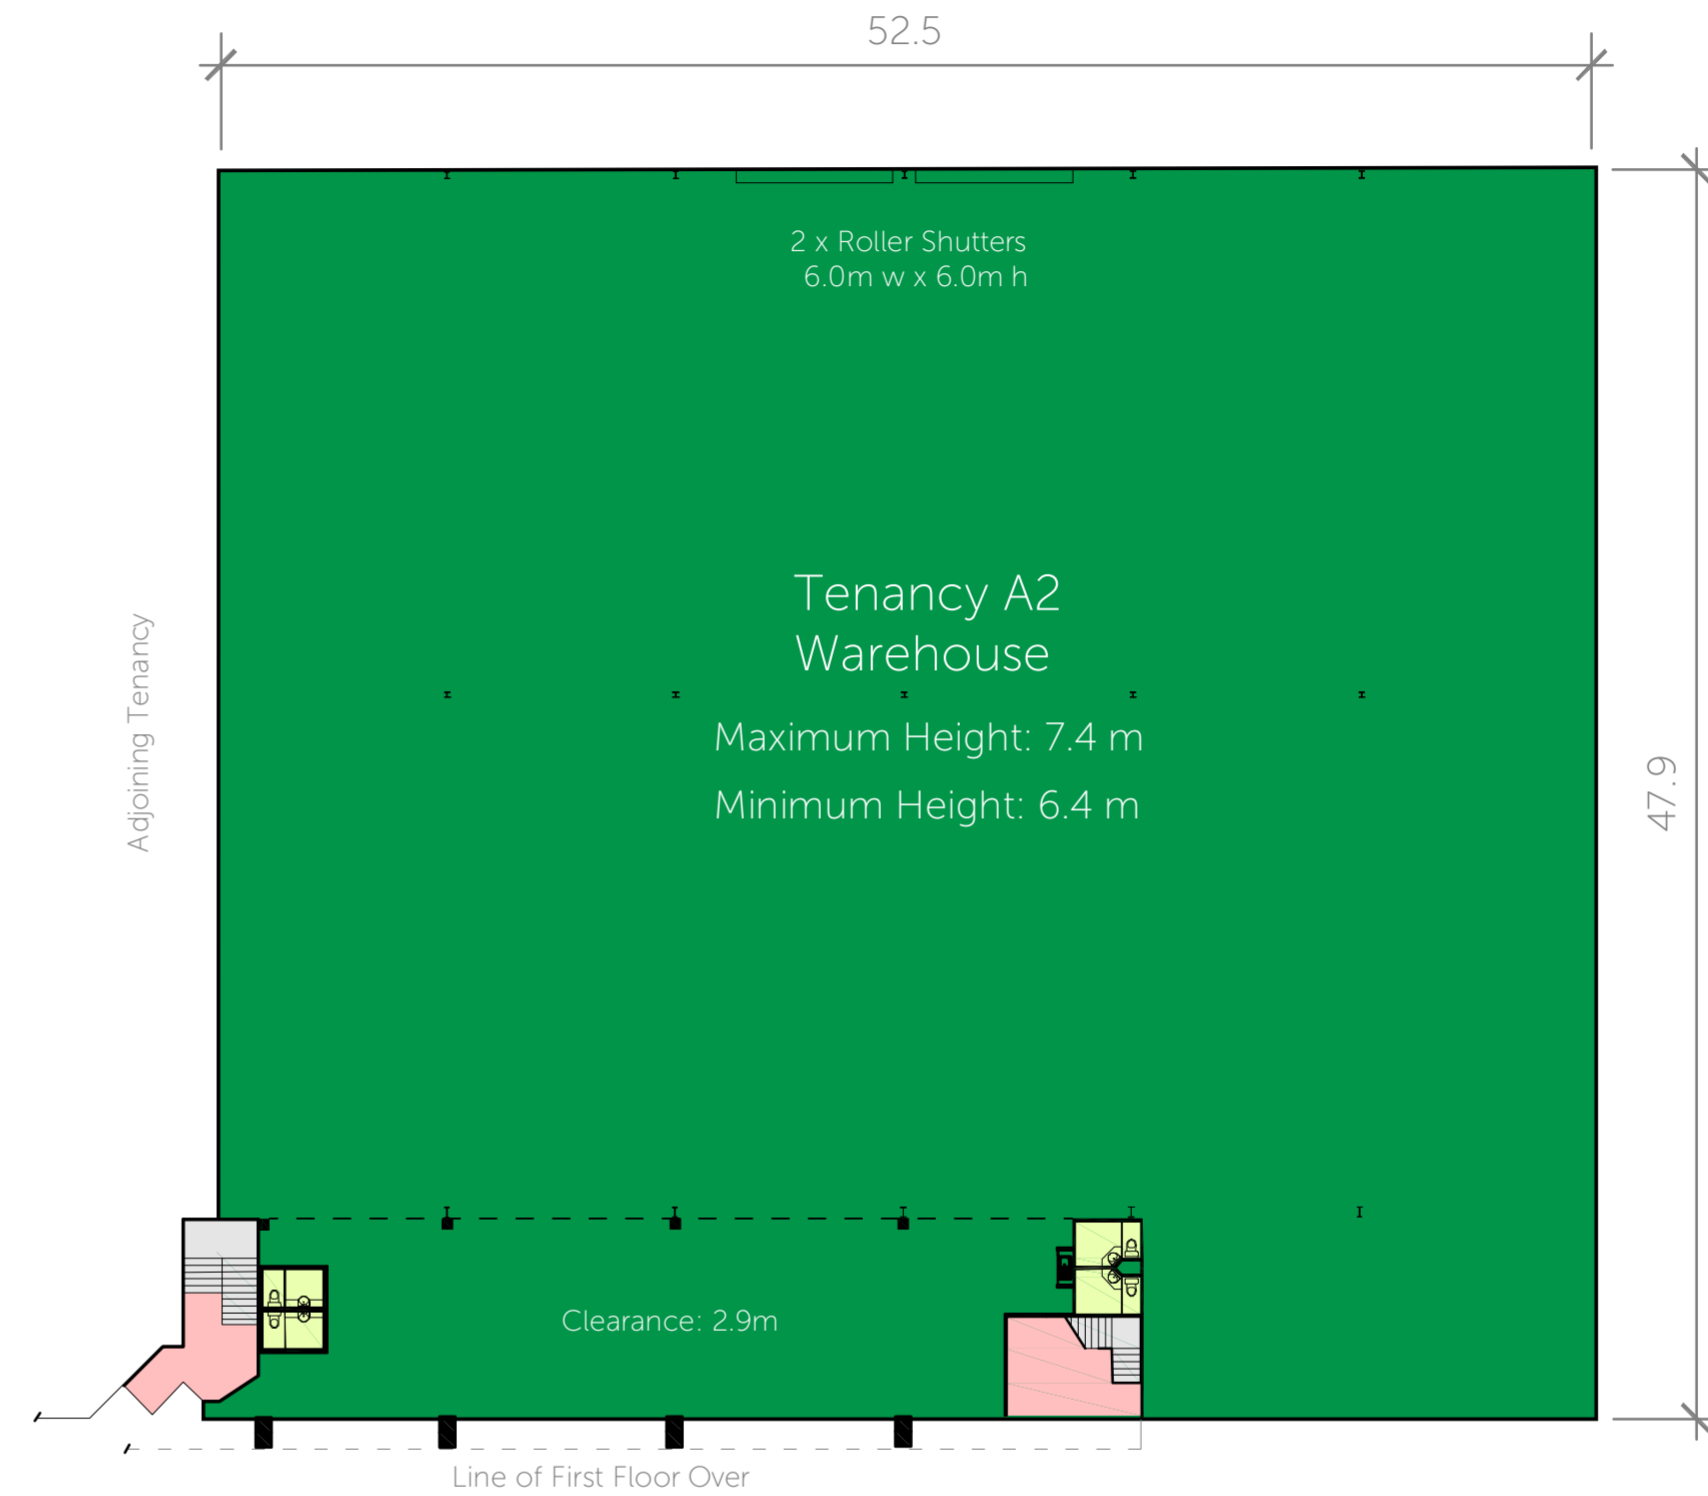 52.5
2 x Roller Shutters
6.0m w x 6.0m h
Tenancy A2
Warehouse
Maximum Height: 7.4 m
Minimum Height: 6.4 m
Adjoining Tenancy
47.9
Clearance: 2.9m
Line of First Floor Over